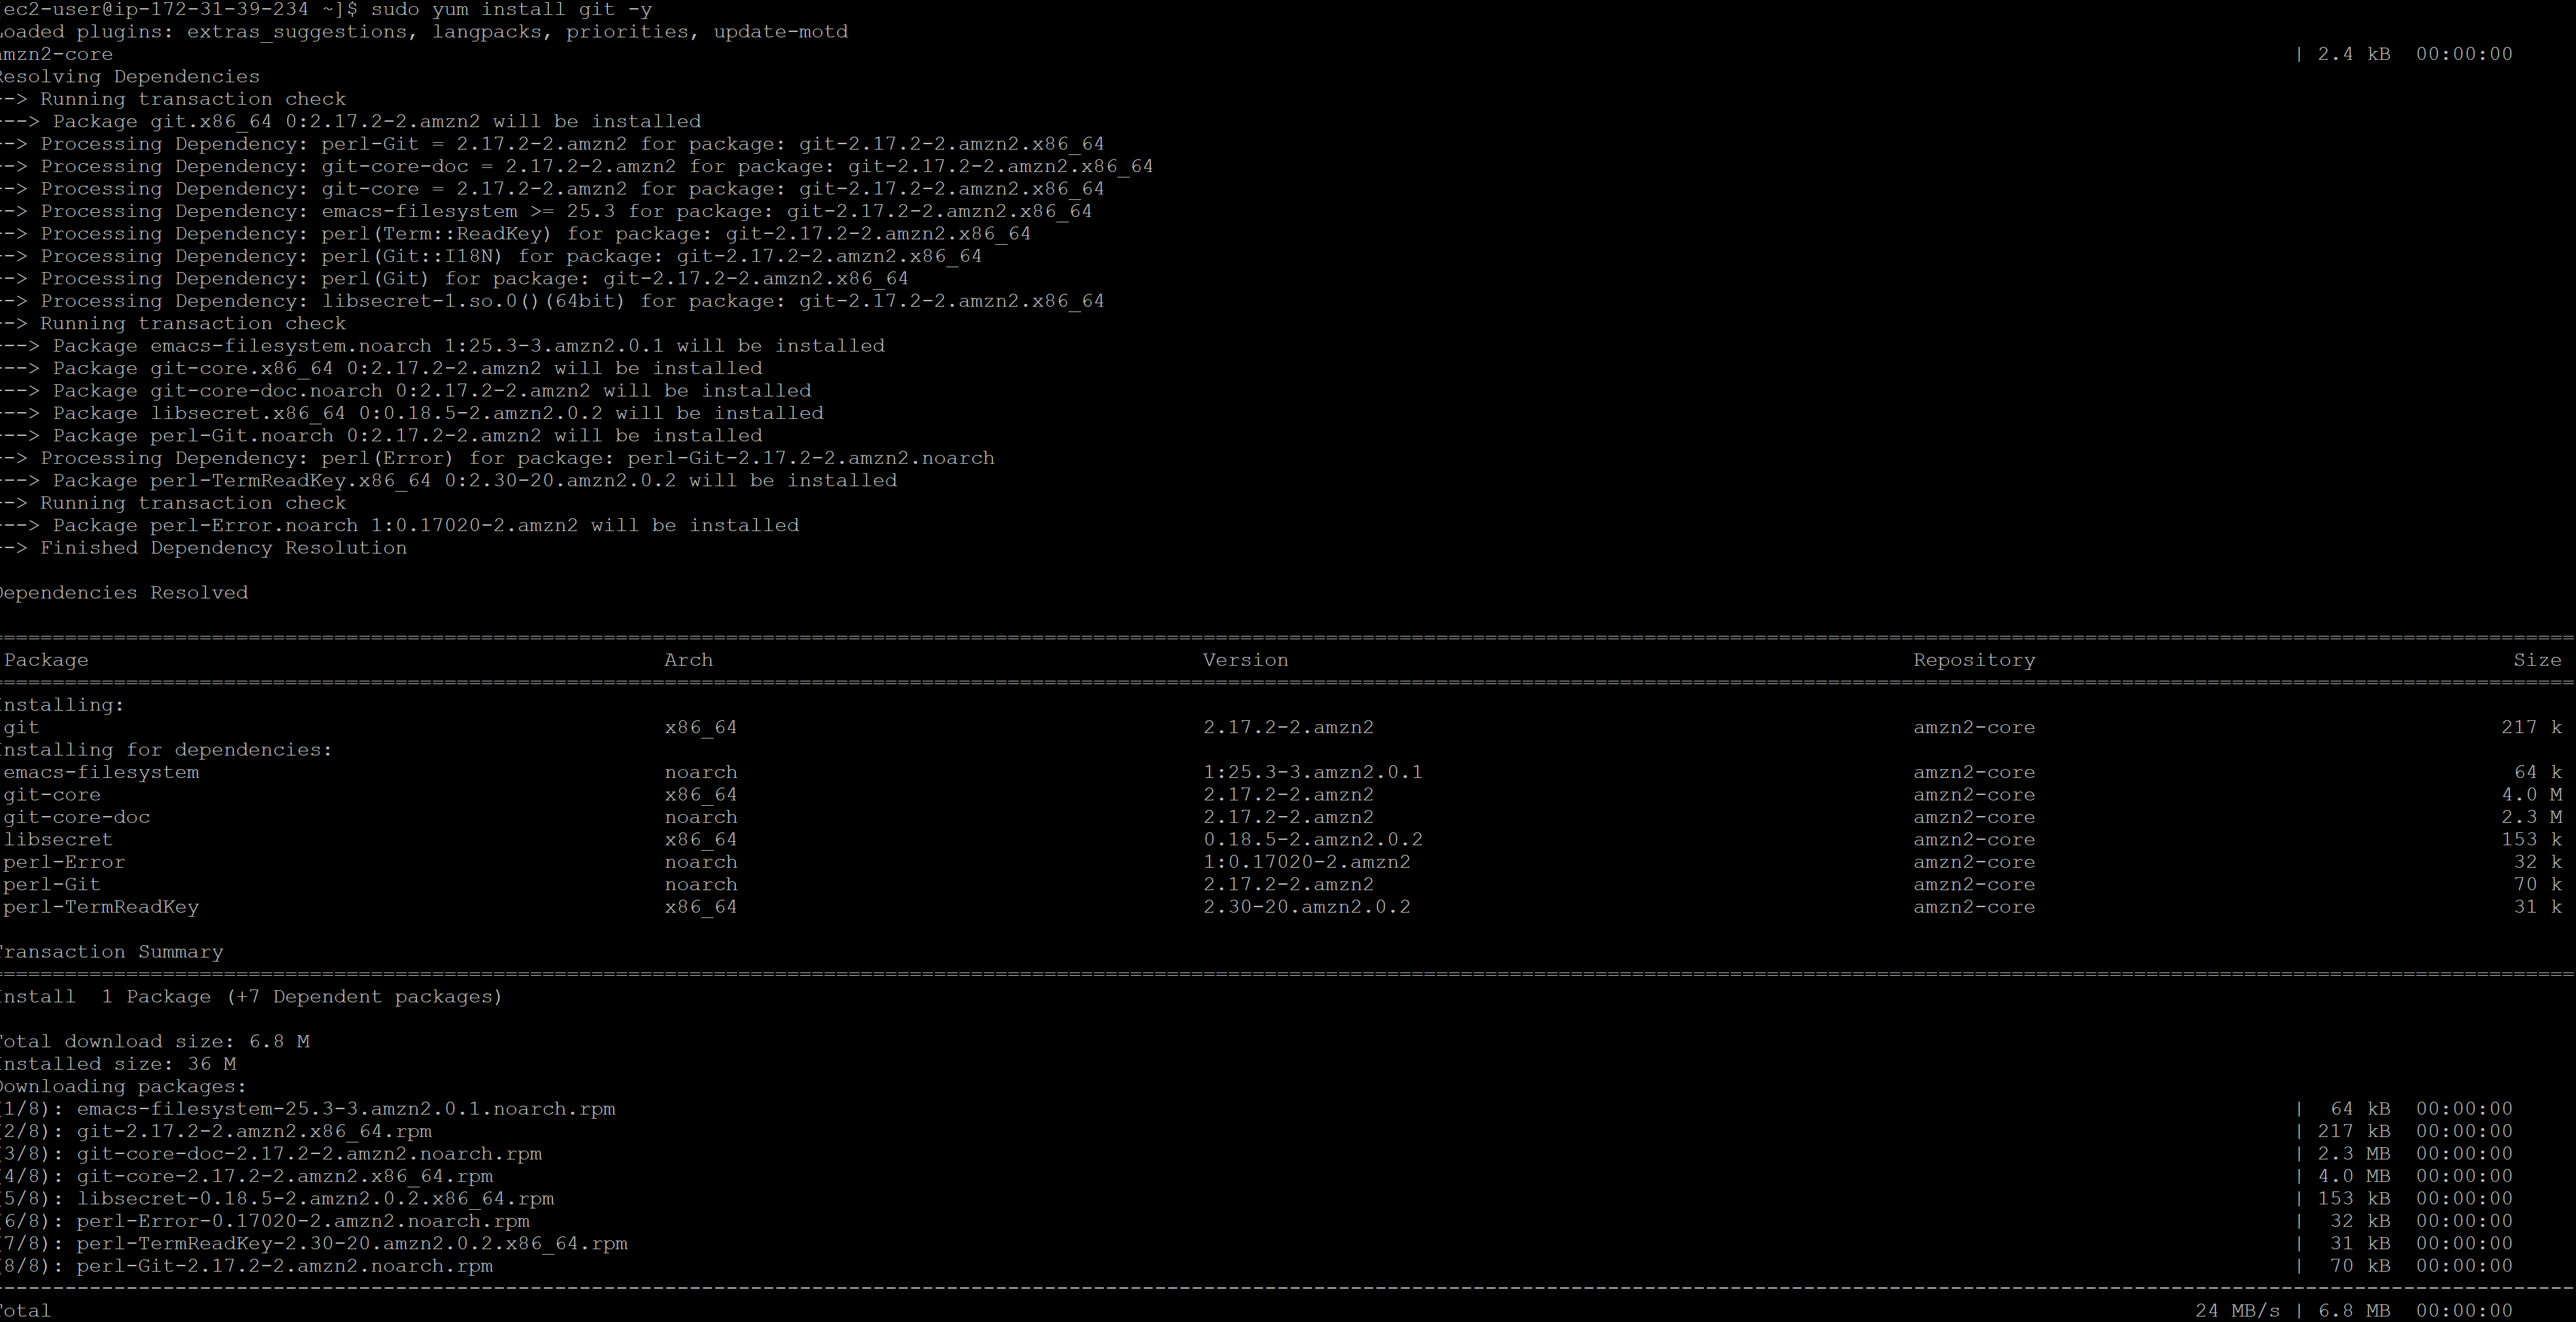 ec2-user@ip-172-31-39-234 ~]$ sudo yum install git -y
Loaded plugins: extras_suggestions, langpacks, priorities, update-motd
amzn2-core | 2.4 kB 00:00:00
Resolving Dependencies
--> Running transaction check
---> Package git.x86_64 0:2.17.2-2.amzn2 will be installed
--> Processing Dependency: perl-Git = 2.17.2-2.amzn2 for package: git-2.17.2-2.amzn2.x86_64
--> Processing Dependency: git-core-doc = 2.17.2-2.amzn2 for package: git-2.17.2-2.amzn2.x86_64
--> Processing Dependency: git-core = 2.17.2-2.amzn2 for package: git-2.17.2-2.amzn2.x86_64
--> Processing Dependency: emacs-filesystem >= 25.3 for package: git-2.17.2-2.amzn2.x86_64
--> Processing Dependency: perl(Term::ReadKey) for package: git-2.17.2-2.amzn2.x86_64
--> Processing Dependency: perl(Git::I18N) for package: git-2.17.2-2.amzn2.x86_64
--> Processing Dependency: perl(Git) for package: git-2.17.2-2.amzn2.x86_64
--> Processing Dependency: libsecret-1.so.0()(64bit) for package: git-2.17.2-2.amzn2.x86_64
--> Running transaction check
---> Package emacs-filesystem.noarch 1:25.3-3.amzn2.0.1 will be installed
---> Package git-core.x86_64 0:2.17.2-2.amzn2 will be installed
---> Package git-core-doc.noarch 0:2.17.2-2.amzn2 will be installed
---> Package libsecret.x86_64 0:0.18.5-2.amzn2.0.2 will be installed
---> Package perl-Git.noarch 0:2.17.2-2.amzn2 will be installed
--> Processing Dependency: perl(Error) for package: perl-Git-2.17.2-2.amzn2.noarch
---> Package perl-TermReadKey.x86_64 0:2.30-20.amzn2.0.2 will be installed
--> Running transaction check
---> Package perl-Error.noarch 1:0.17020-2.amzn2 will be installed
--> Finished Dependency Resolution
Dependencies Resolved
Package Arch Version Repository Size
Installing:
git x86_64 2.17.2-2.amzn2 amzn2-core 217 k
Installing for dependencies:
emacs-filesystem noarch 1:25.3-3.amzn2.0.1 amzn2-core 64 k
git-core x86_64 2.17.2-2.amzn2 amzn2-core 4.0 M
git-core-doc noarch 2.17.2-2.amzn2 amzn2-core 2.3 M
libsecret x86_64 0.18.5-2.amzn2.0.2 amzn2-core 153 k
perl-Error noarch 1:0.17020-2.amzn2 amzn2-core 32 k
perl-Git noarch 2.17.2-2.amzn2 amzn2-core 70 k
perl-TermReadKey x86_64 2.30-20.amzn2.0.2 amzn2-core 31 k
Transaction Summary
Install 1 Package (+7 Dependent packages)
Total download size: 6.8 M
Installed size: 36 M
Downloading packages:
(1/8): emacs-filesystem-25.3-3.amzn2.0.1.noarch.rpm | 64 kB 00:00:00
(2/8): git-2.17.2-2.amzn2.x86_64.rpm | 217 kB 00:00:00
(3/8): git-core-doc-2.17.2-2.amzn2.noarch.rpm | 2.3 MB 00:00:00
(4/8): git-core-2.17.2-2.amzn2.x86_64.rpm | 4.0 MB 00:00:00
(5/8): libsecret-0.18.5-2.amzn2.0.2.x86_64.rpm | 153 kB 00:00:00
(6/8): perl-Error-0.17020-2.amzn2.noarch.rpm | 32 kB 00:00:00
(7/8): perl-TermReadKey-2.30-20.amzn2.0.2.x86_64.rpm | 31 kB 00:00:00
(8/8): perl-Git-2.17.2-2.amzn2.noarch.rpm | 70 kB 00:00:00
Total 24 MB/s | 6.8 MB 00:00:00